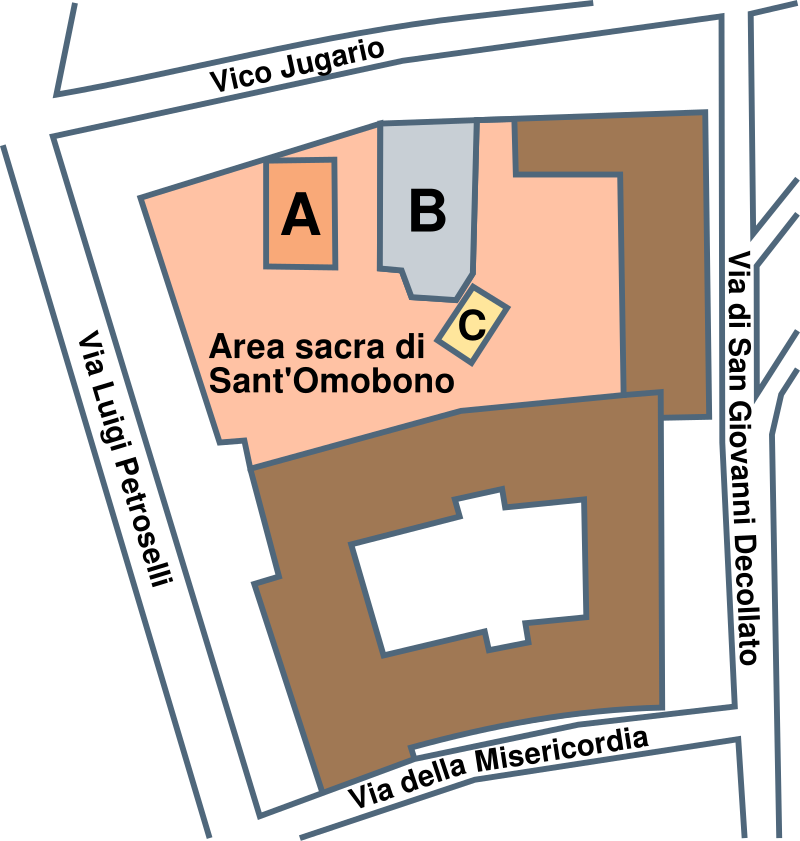 Vico Jugario
A
B
C
Area sacra di
Sant'Omobono
Via Luigi Petroselli
Via di San Giovanni Decollato
Via della Misericordia